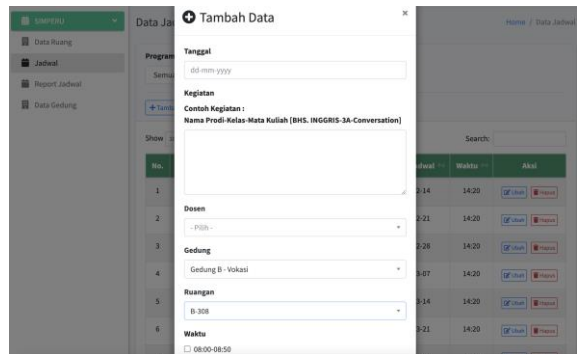 SIMPERU
Data Ruang
Jadwal
Report Jadwal
Data Gedung
Data Ja
Home / Data Jadwal
Program
Semu
+ Tamb
Show
Search:
No.
adwal
Waktu
Aksi
1
2-14
14:20
Ubah
Hapus
2
2-21
14:20
Ubah
Hapus
3
2-28
14:20
Ubah
Hapus
4
3-07
14:20
Ubah
Hapus
5
3-14
14:20
Ubah
Hapus
6
3-21
14:20
Ubah
Hapus
Tambah Data
×
Tanggal
dd-mm-yyyy
Kegiatan
Contoh Kegiatan :
Nama Prodi-Kelas-Mata Kuliah [BHS. INGGRIS-3A-Conversation]
Dosen
- Pilih -
Gedung
Gedung B - Vokasi
Ruangan
B-308
Waktu
08:00-08:50